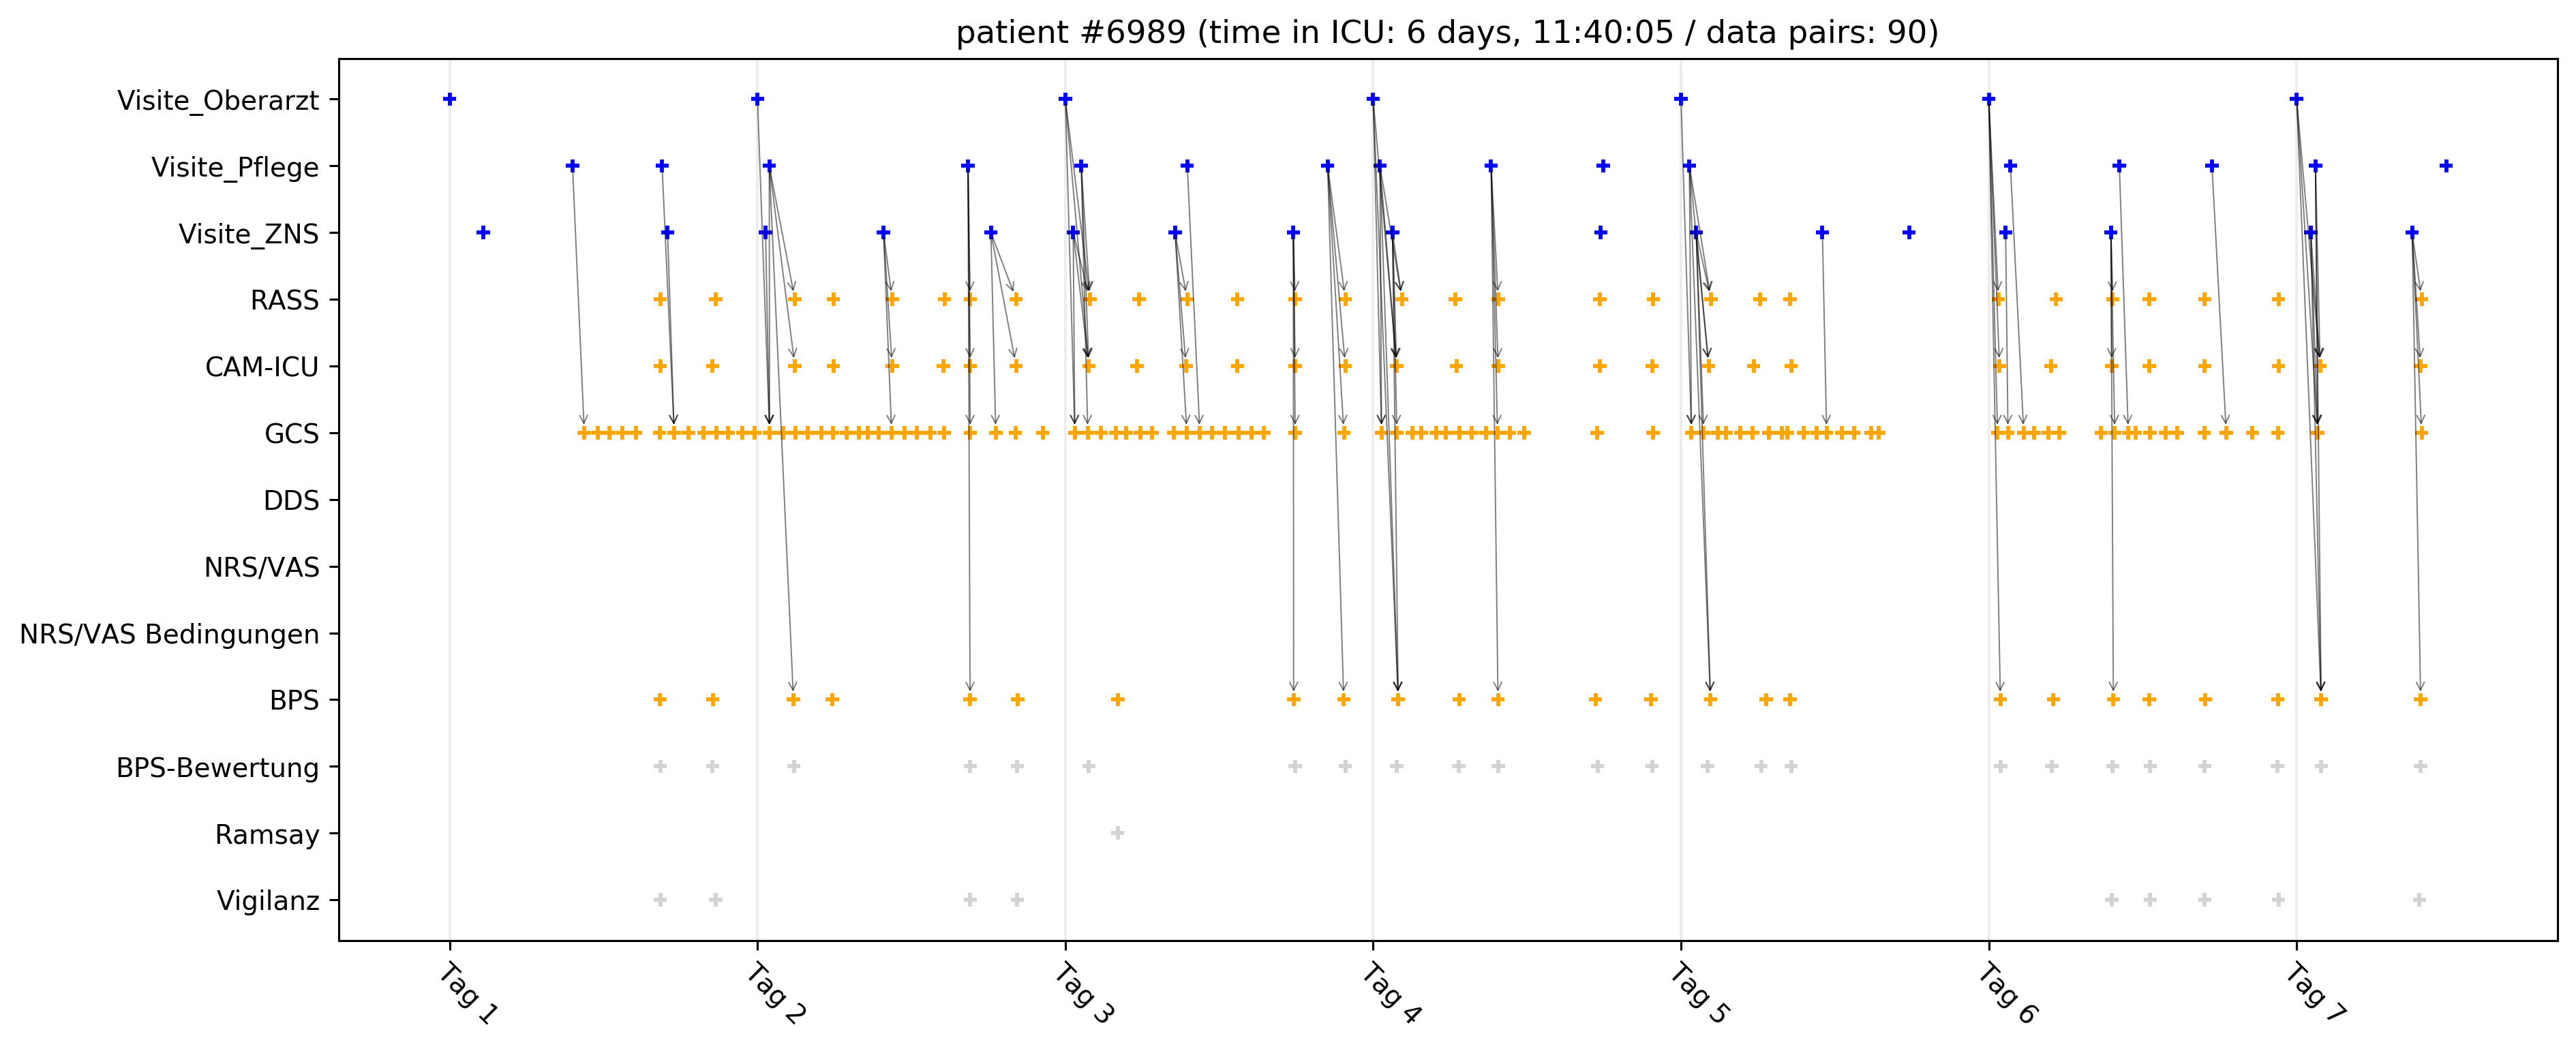 patient #6989 (time in ICU: 6 days, 11:40:05 / data pairs: 90)
Visite_Oberarzt
Visite_Pflege
Visite_ZNS
RASS
CAM-ICU
GCS
DDS
NRS/VAS
NRS/VAS Bedingungen
BPS
BPS-Bewertung
Ramsay
Vigilanz
Tag 1
Tag 2
Tag 3
Tag 4
Tag 5
Tag 6
Tag 7